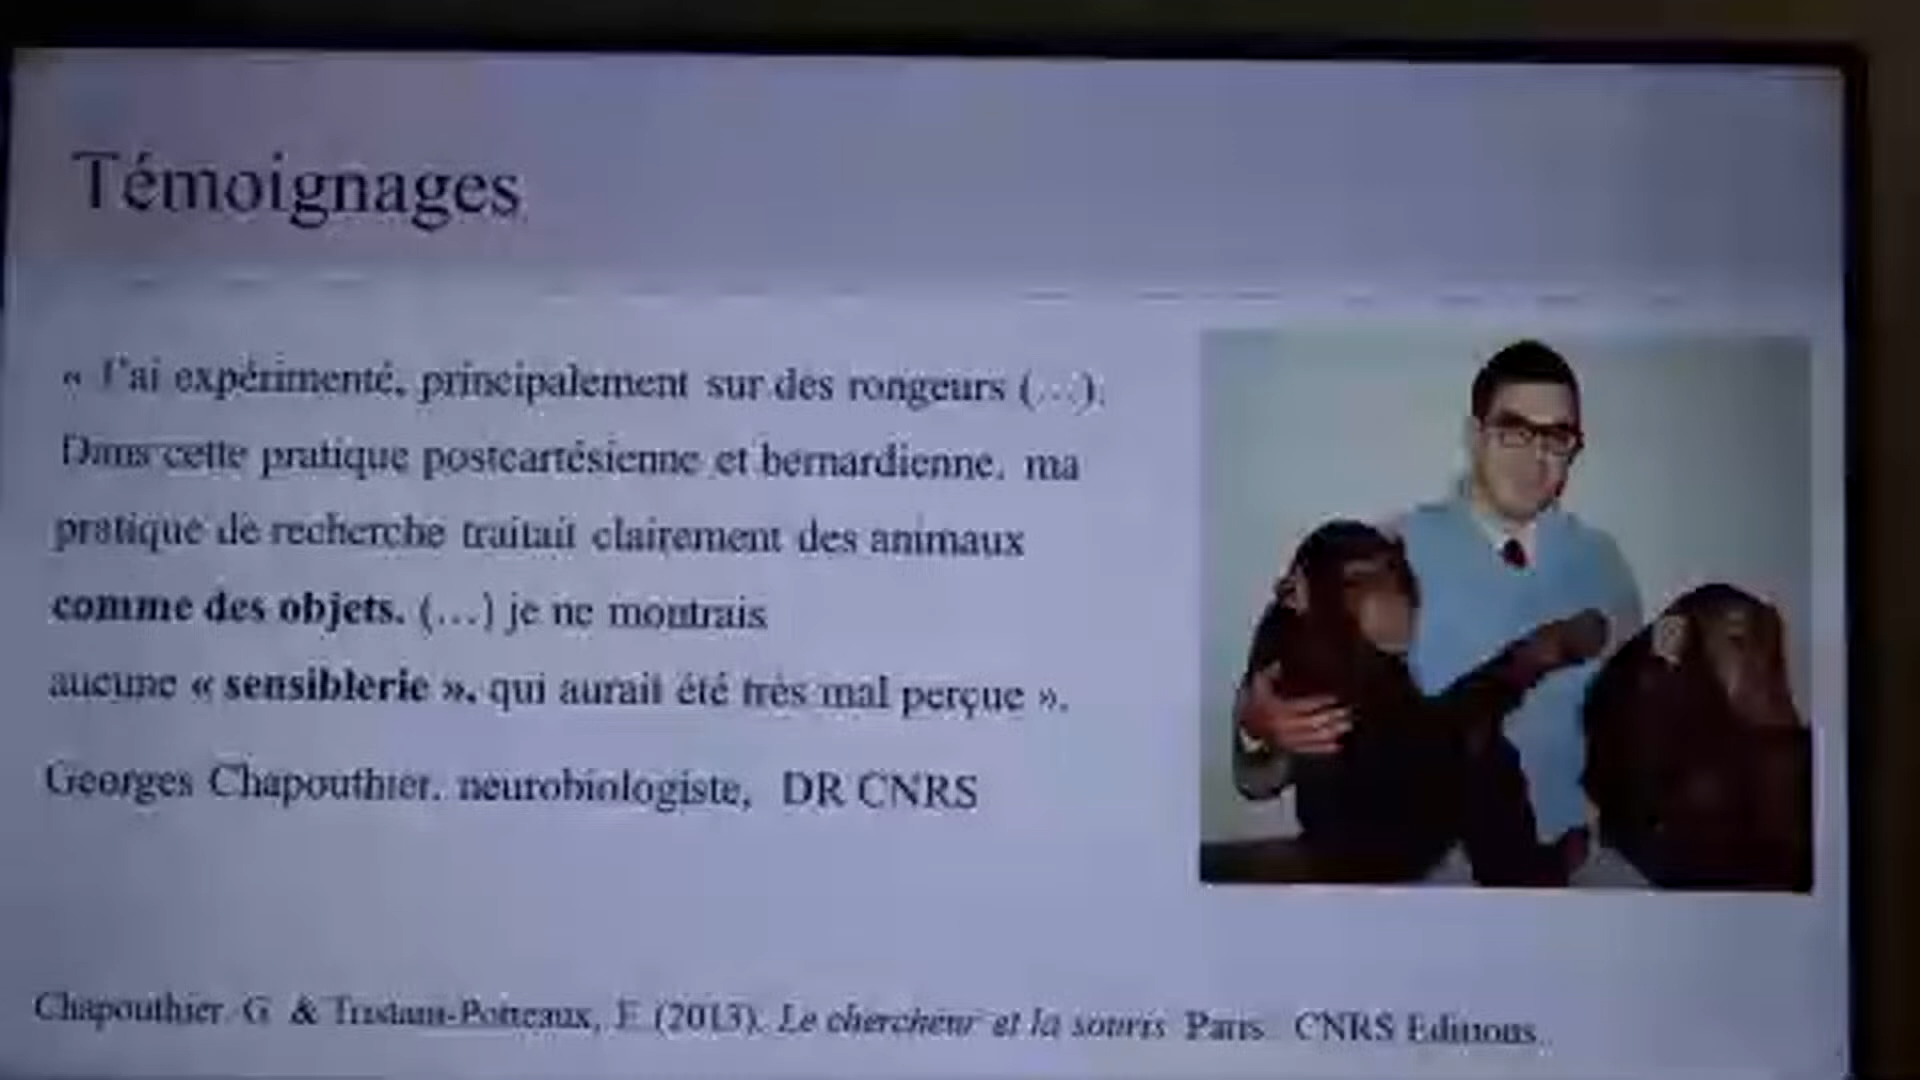 Témoignages
« J'ai expérimenté, principalement sur des rongeurs (…).
Dans cette pratique postcartésienne et bernardienne, ma
pratique de recherche traitait clairement des animaux
comme des objets. (…) je ne montrais
aucune « sensiblerie », qui aurait été très mal perçue ».
Georges Chapouthier, neurobiologiste, DR CNRS
Chapouthier G & Tristani-Potteaux, F (2013). Le chercheur et la souris Paris. CNRS Editions.